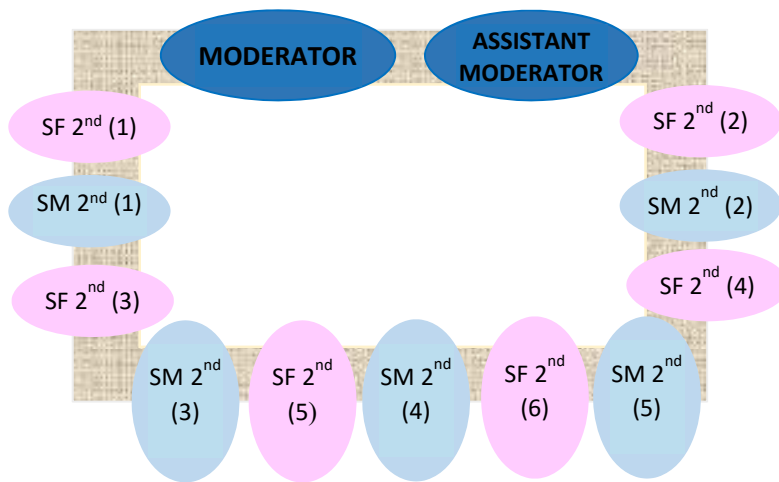 MODERATOR
ASSISTANT
MODERATOR
SF 2nd (1)
SF 2nd (2)
SM 2nd (1)
SM 2nd (2)
SF 2nd (3)
SF 2nd (4)
SM 2nd
(3)
SF 2nd
(5)
SM 2nd
(4)
SF 2nd
(6)
SM 2nd
(5)